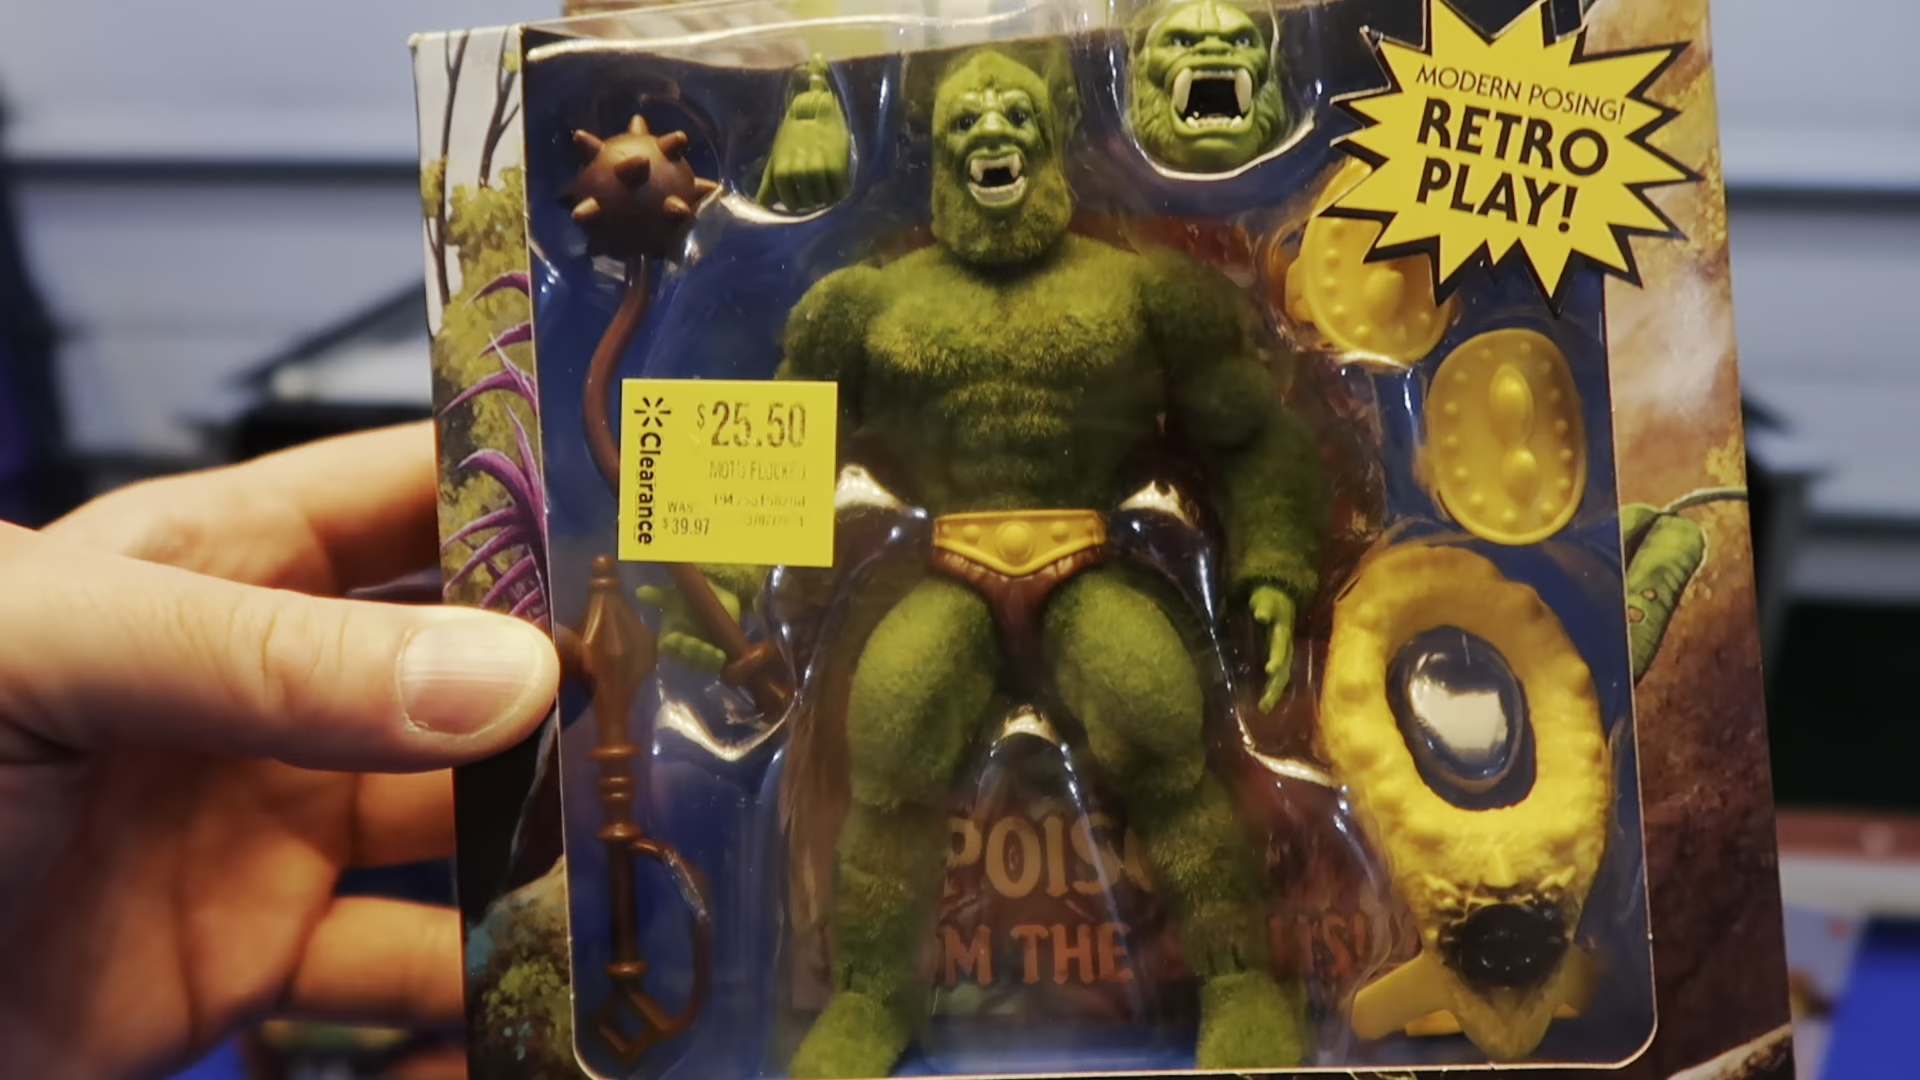 MODERN POSING!
RETRO
PLAY!
Clearance
$25.50
MOTU FLOCKED
WAS
$39.97
POIS
M THE